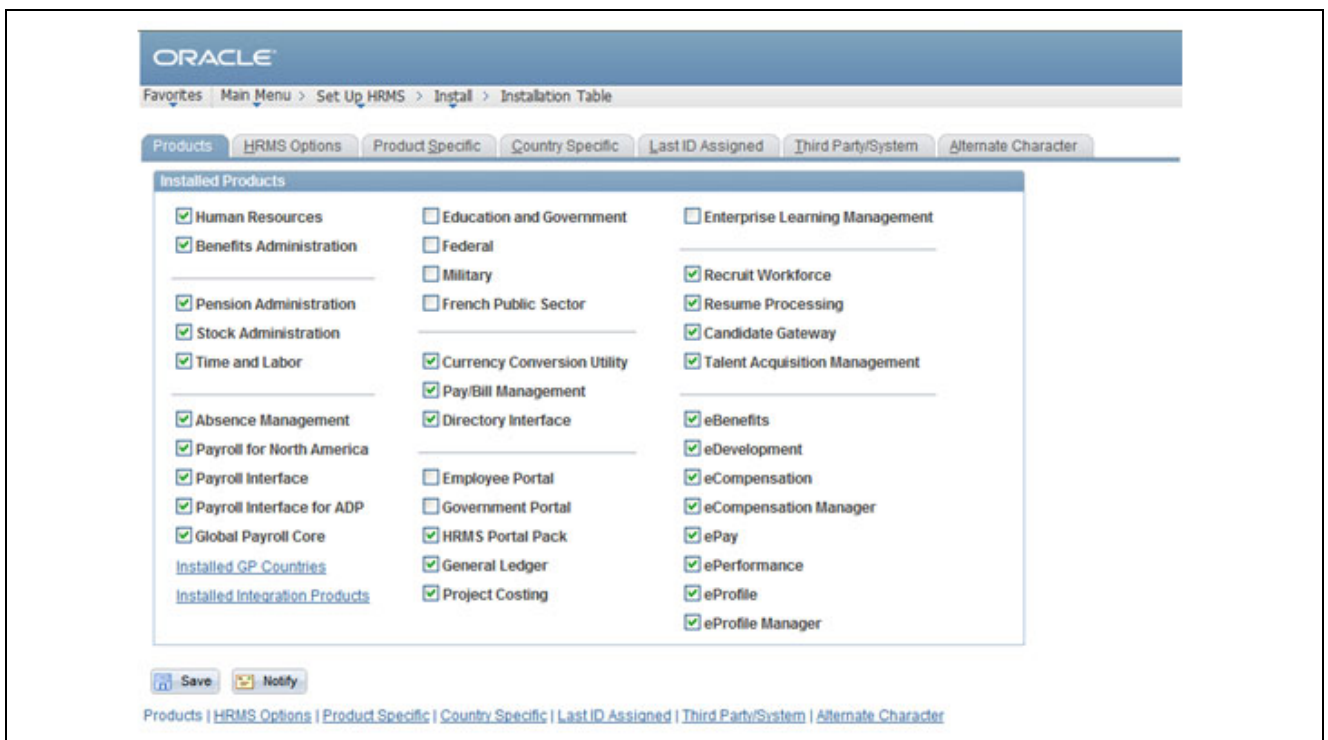 ORACLE
Favorites Main Menu > Set Up HRMS > Install > Installation Table
Products HRMS Options Product Specific Country Specific Last ID Assigned Third Party/System Alternate Character
Installed Products
Human Resources
Benefits Administration
Pension Administration
Stock Administration
Time and Labor
Absence Management
Payroll for North America
Payroll Interface
Payroll Interface for ADP
Global Payroll Core
Installed GP Countries
Installed Integration Products
Education and Government
Federal
Military
French Public Sector
Currency Conversion Utility
Pay/Bill Management
Directory Interface
Employee Portal
Government Portal
HRMS Portal Pack
General Ledger
Project Costing
Enterprise Learning Management
Recruit Workforce
Resume Processing
Candidate Gateway
Talent Acquisition Management
eBenefits
eDevelopment
eCompensation
eCompensation Manager
ePay
ePerformance
eProfile
eProfile Manager
Save Notify
Products | HRMS Options | Product Specific | Country Specific | Last ID Assigned | Third Party/System | Alternate Character